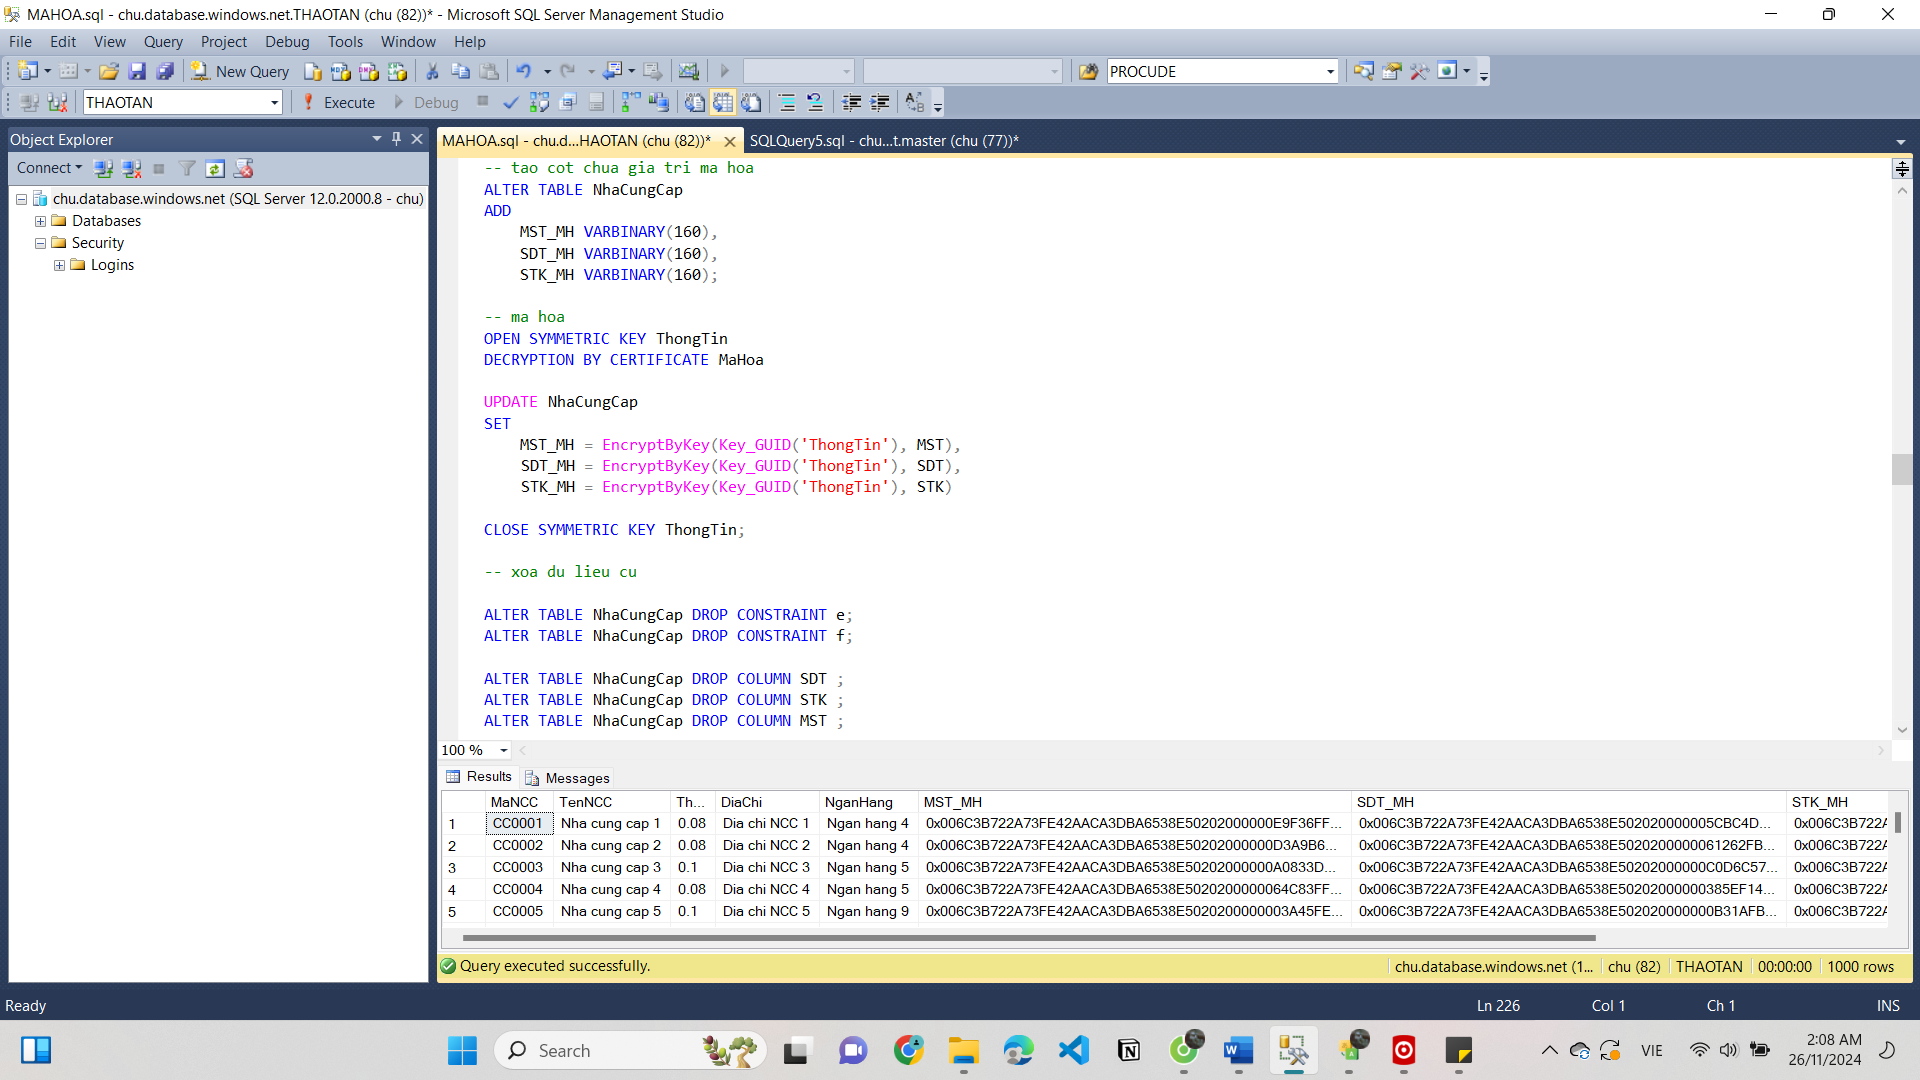 MAHOA.sql - chu.database.windows.net.THAOTAN (chu (82))* - Microsoft SQL Server Management Studio
File Edit View Query Project Debug Tools Window Help
New Query PROCUDE
THAOTAN Execute Debug
Object Explorer
Connect
chu.database.windows.net (SQL Server 12.0.2000.8 - chu)
Databases
Security
Logins
MAHOA.sql - chu.d...HAOTAN (chu (82))* SQLQuery5.sql - chu...t.master (chu (77))*
-- tao cot chua gia tri ma hoa
ALTER TABLE NhaCungCap
ADD
MST_MH VARBINARY(160),
SDT_MH VARBINARY(160),
STK_MH VARBINARY(160);
-- ma hoa
OPEN SYMMETRIC KEY ThongTin
DECRYPTION BY CERTIFICATE MaHoa
UPDATE NhaCungCap
SET
MST_MH = EncryptByKey(Key_GUID('ThongTin'), MST),
SDT_MH = EncryptByKey(Key_GUID('ThongTin'), SDT),
STK_MH = EncryptByKey(Key_GUID('ThongTin'), STK)
CLOSE SYMMETRIC KEY ThongTin;
-- xoa du lieu cu
ALTER TABLE NhaCungCap DROP CONSTRAINT e;
ALTER TABLE NhaCungCap DROP CONSTRAINT f;
ALTER TABLE NhaCungCap DROP COLUMN SDT ;
ALTER TABLE NhaCungCap DROP COLUMN STK ;
ALTER TABLE NhaCungCap DROP COLUMN MST ;
100 %
Results Messages
MaNCC TenNCC Th... DiaChi NganHang MST_MH SDT_MH STK_MH
1 CC0001 Nha cung cap 1 0.08 Dia chi NCC 1 Ngan hang 4 0x006C3B722A73FE42AACA3DBA6538E50202000000E9F36FF... 0x006C3B722A73FE42AACA3DBA6538E502020000005CBC4D... 0x006C3B722A
2 CC0002 Nha cung cap 2 0.08 Dia chi NCC 2 Ngan hang 4 0x006C3B722A73FE42AACA3DBA6538E50202000000D3A9B6... 0x006C3B722A73FE42AACA3DBA6538E5020200000061262FB... 0x006C3B722A
3 CC0003 Nha cung cap 3 0.1 Dia chi NCC 3 Ngan hang 5 0x006C3B722A73FE42AACA3DBA6538E50202000000A0833D... 0x006C3B722A73FE42AACA3DBA6538E50202000000C0D6C57... 0x006C3B722A
4 CC0004 Nha cung cap 4 0.08 Dia chi NCC 4 Ngan hang 5 0x006C3B722A73FE42AACA3DBA6538E5020200000064C83FF... 0x006C3B722A73FE42AACA3DBA6538E50202000000385EF14... 0x006C3B722A
5 CC0005 Nha cung cap 5 0.1 Dia chi NCC 5 Ngan hang 9 0x006C3B722A73FE42AACA3DBA6538E502020000003A45FE... 0x006C3B722A73FE42AACA3DBA6538E50202000000B31AFB... 0x006C3B722A
Query executed successfully. chu.database.windows.net (1... chu (82) THAOTAN 00:00:00 1000 rows
Ready Ln 226 Col 1 Ch 1 INS
Search VIE 2:08 AM
26/11/2024